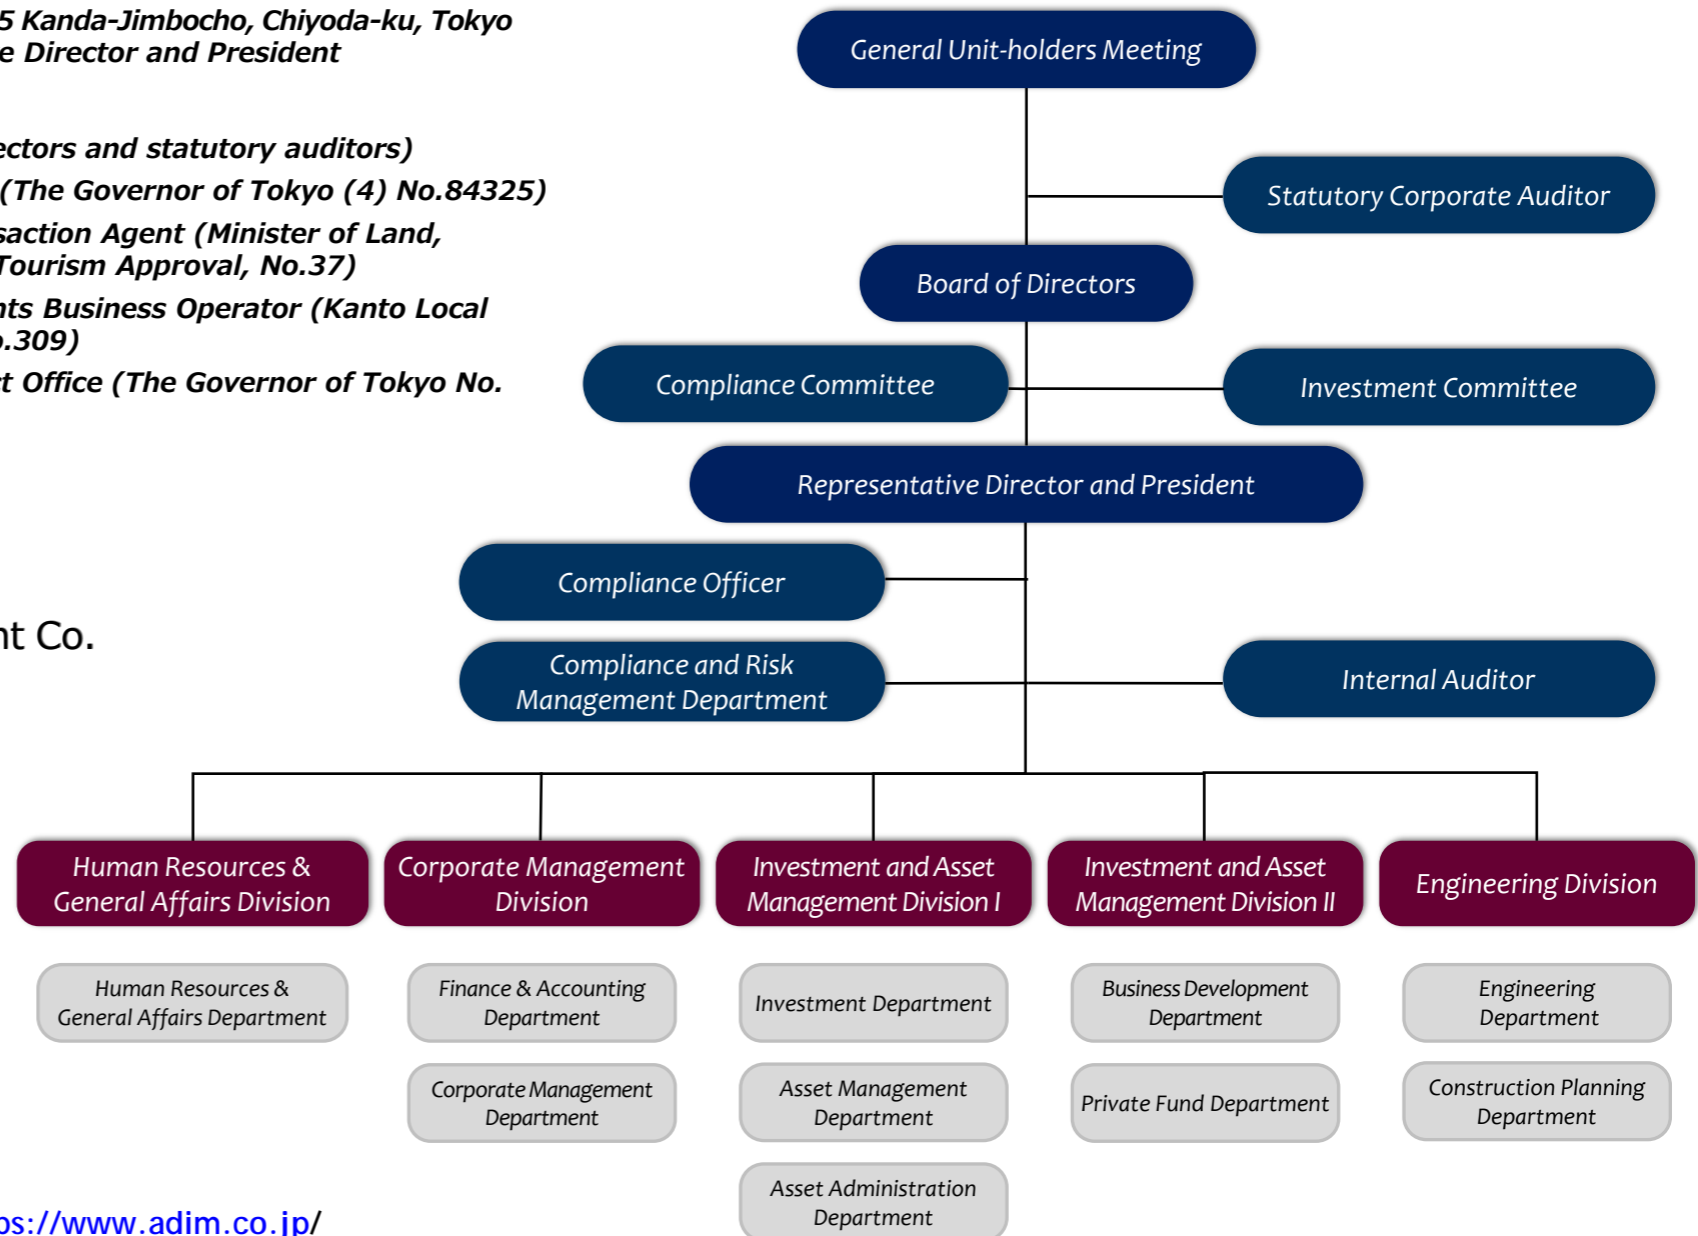 5 Kanda-Jimbocho, Chiyoda-ku, Tokyo
e Director and President
ectors and statutory auditors)
(The Governor of Tokyo (4) No.84325)
saction Agent (Minister of Land,
Tourism Approval, No.37)
nts Business Operator (Kanto Local
o.309)
ct Office (The Governor of Tokyo No.
nt Co.
ps://www.adim.co.jp/
General Unit-holders Meeting
Statutory Corporate Auditor
Board of Directors
Compliance Committee
Investment Committee
Representative Director and President
Compliance Officer
Compliance and Risk
Management Department
Internal Auditor
Human Resources &
General Affairs Division
Corporate Management
Division
Investment and Asset
Management Division I
Investment and Asset
Management Division II
Engineering Division
Human Resources &
General Affairs Department
Finance & Accounting
Department
Corporate Management
Department
Investment Department
Asset Management
Department
Asset Administration
Department
Business Development
Department
Private Fund Department
Engineering
Department
Construction Planning
Department